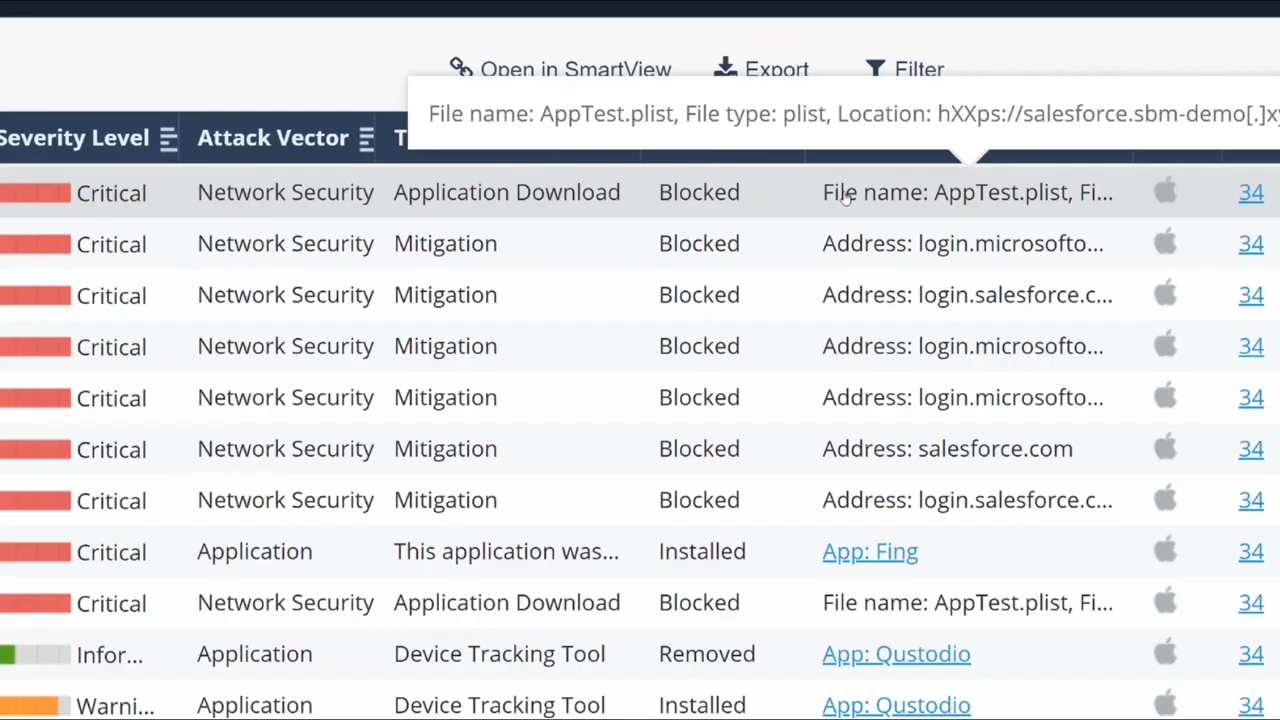 Open in SmartView Export Filter
File name: AppTest.plist, File type: plist, Location: hXXps://salesforce.sbm-demo[.]xy
Severity Level Attack Vector T
Critical Network Security Application Download Blocked File name: AppTest.plist, Fi... 34
Critical Network Security Mitigation Blocked Address: login.microsofto... 34
Critical Network Security Mitigation Blocked Address: login.salesforce.c... 34
Critical Network Security Mitigation Blocked Address: login.microsofto... 34
Critical Network Security Mitigation Blocked Address: login.microsofto... 34
Critical Network Security Mitigation Blocked Address: salesforce.com 34
Critical Network Security Mitigation Blocked Address: login.salesforce.c... 34
Critical Application This application was... Installed App: Fing 34
Critical Network Security Application Download Blocked File name: AppTest.plist, Fi... 34
Infor... Application Device Tracking Tool Removed App: Qustodio 34
Warni... Application Device Tracking Tool Installed App: Qustodio 34